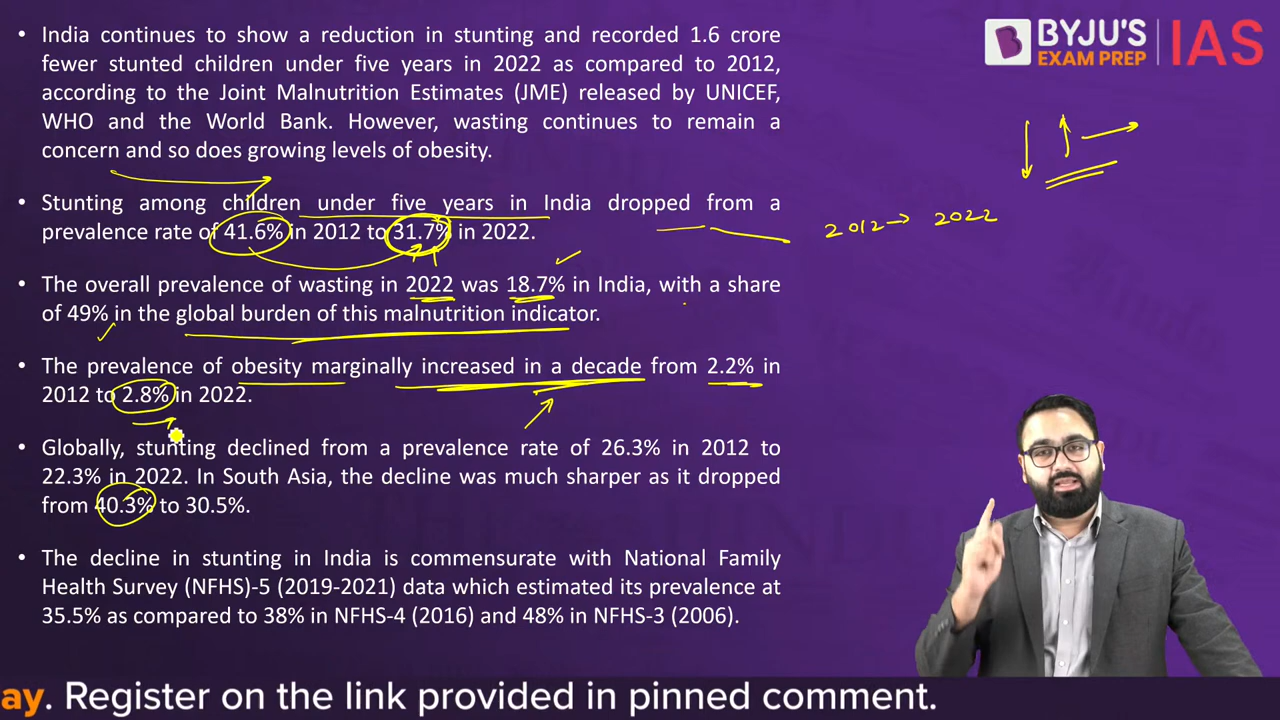 • India continues to show a reduction in stunting and recorded 1.6 crore
fewer stunted children under five years in 2022 as compared to 2012,
according to the Joint Malnutrition Estimates (JME) released by UNICEF,
WHO and the World Bank. However, wasting continues to remain a
concern and so does growing levels of obesity.
• Stunting among children under five years in India dropped from a
prevalence rate of 41.6% in 2012 to 31.7% in 2022.
• The overall prevalence of wasting in 2022 was 18.7% in India, with a share
of 49% in the global burden of this malnutrition indicator.
• The prevalence of obesity marginally increased in a decade from 2.2% in
2012 to 2.8% in 2022.
• Globally, stunting declined from a prevalence rate of 26.3% in 2012 to
22.3% in 2022. In South Asia, the decline was much sharper as it dropped
from 40.3% to 30.5%.
• The decline in stunting in India is commensurate with National Family
Health Survey (NFHS)-5 (2019-2021) data which estimated its prevalence at
35.5% as compared to 38% in NFHS-4 (2016) and 48% in NFHS-3 (2006).
BYJU'S
EXAM PREP
IAS
2012 → 2022
ay. Register on the link provided in pinned comment.